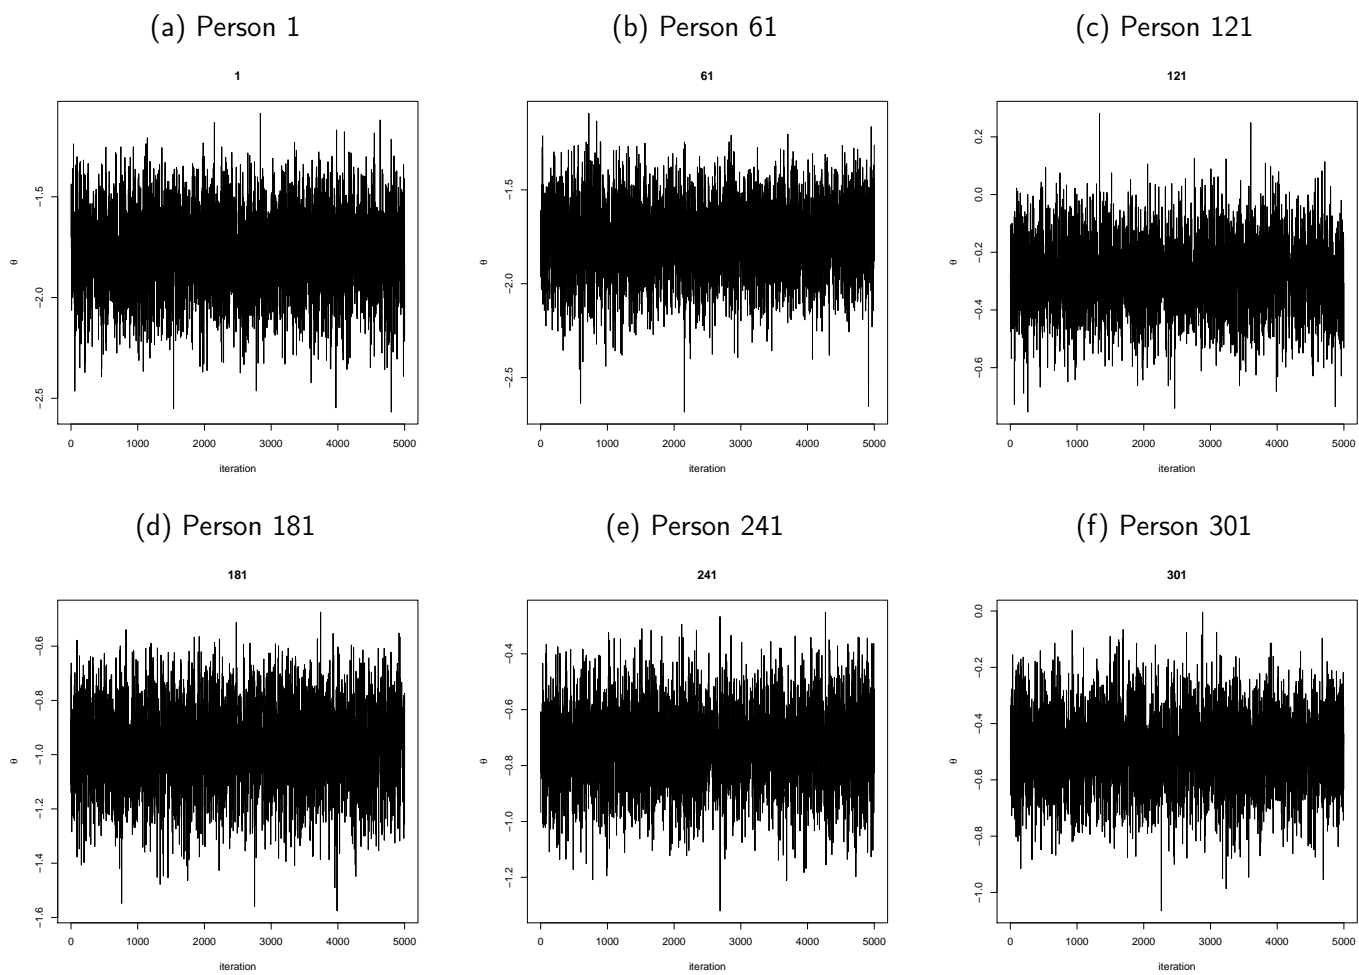 (a) Person 1
(b) Person 61
(c) Person 121
1
θ
−2.5 −2.0 −1.5
0 1000 2000 3000 4000 5000
iteration
61
θ
−2.5 −2.0 −1.5
0 1000 2000 3000 4000 5000
iteration
121
θ
−0.6 −0.4 −0.2 0.0 0.2
0 1000 2000 3000 4000 5000
iteration
(d) Person 181
(e) Person 241
(f) Person 301
181
θ
−1.6 −1.4 −1.2 −1.0 −0.8 −0.6
0 1000 2000 3000 4000 5000
iteration
241
θ
−1.2 −1.0 −0.8 −0.6 −0.4
0 1000 2000 3000 4000 5000
iteration
301
θ
−1.0 −0.8 −0.6 −0.4 −0.2 0.0
0 1000 2000 3000 4000 5000
iteration